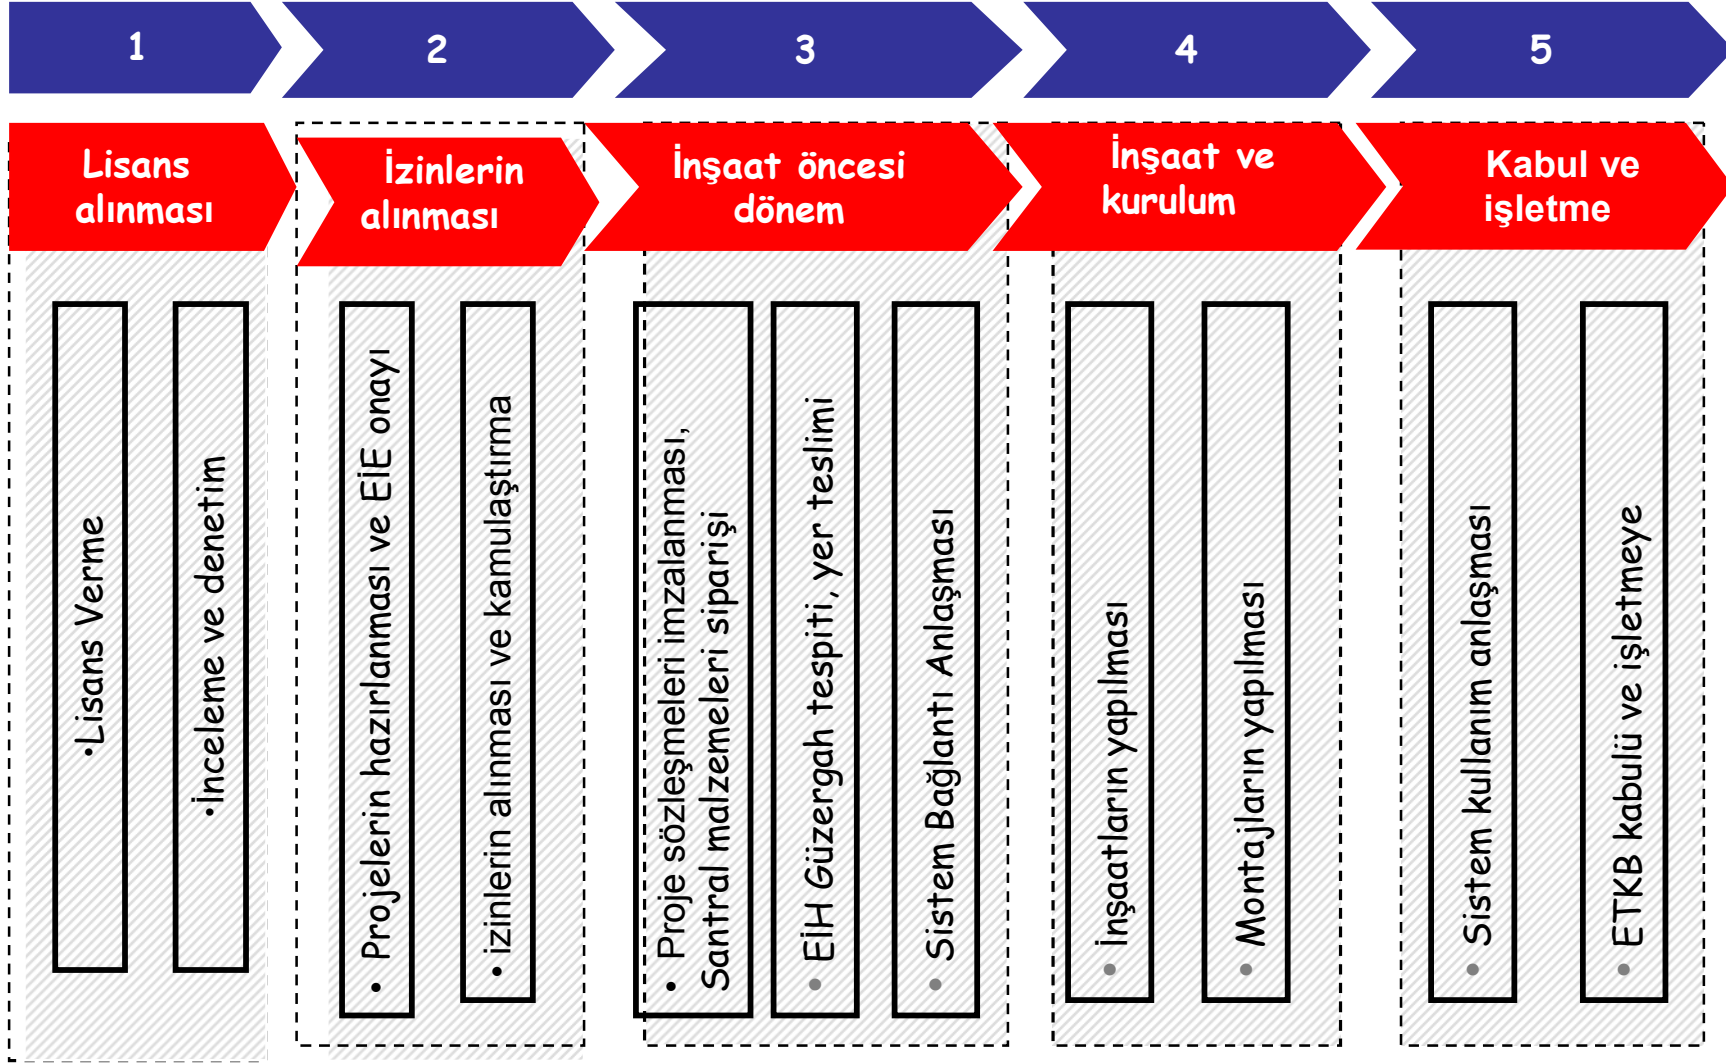 1
2
3
4
5
Lisans
alınması
İzinlerin
alınması
İnşaat öncesi
dönem
İnşaat ve
kurulum
Kabul ve
işletme
•Lisans Verme
•İnceleme ve denetim
• Projelerin hazırlanması ve EİE onayı
• izinlerin alınması ve kamulaştırma
• Proje sözleşmeleri imzalanması,
Santral malzemeleri siparişi
• EİH Güzergah tespiti, yer teslimi
• Sistem Bağlantı Anlaşması
• İnşaatların yapılması
• Montajların yapılması
• Sistem kullanım anlaşması
• ETKB kabulü ve işletmeye